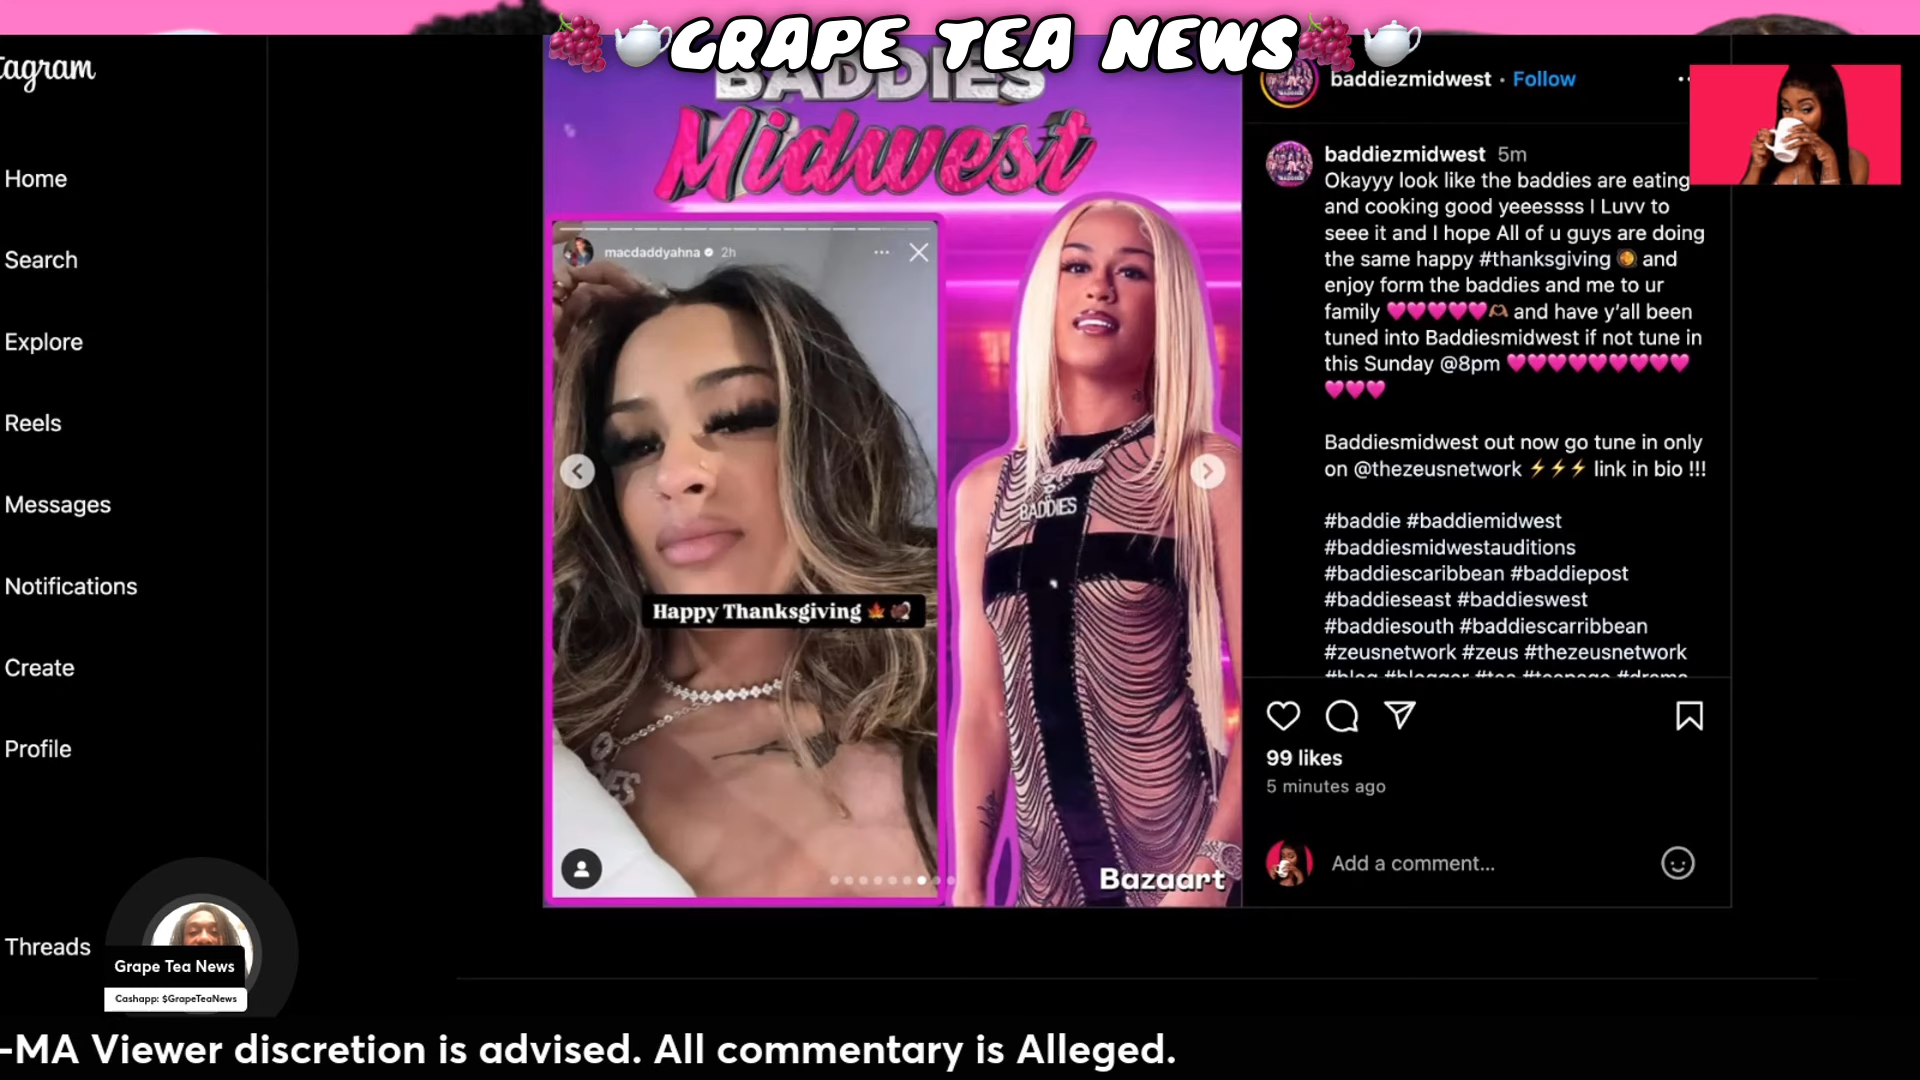 GRAPE TEA NEWS
tagram
Home
Search
Explore
Reels
Messages
Notifications
Create
Profile
Threads
BADDIES
Midwest
macdaddyahna 2h
Happy Thanksgiving 🍁 🦃
BADDIES
Bazaart
baddiezmidwest · Follow
baddiezmidwest 5m
Okayyy look like the baddies are eating
and cooking good yeeessss I Luvv to
seee it and I hope All of u guys are doing
the same happy #thanksgiving 🥘 and
enjoy form the baddies and me to ur
family 💗💗💗💗💗🫶🏽 and have y’all been
tuned into Baddiesmidwest if not tune in
this Sunday @8pm 💗💗💗💗💗💗💗💗💗
💗💗💗
Baddiesmidwest out now go tune in only
on @thezeusnetwork ⚡⚡⚡ link in bio !!!
#baddie #baddiemidwest
#baddiesmidwestauditions
#baddiescaribbean #baddiepost
#baddieseast #baddieswest
#baddiesouth #baddiescarribbean
#zeusnetwork #zeus #thezeusnetwork
#blog #blogger #tea #teapage #drama
99 likes
5 minutes ago
Add a comment...
Grape Tea News
Cashapp: $GrapeTeaNews
-MA Viewer discretion is advised. All commentary is Alleged.